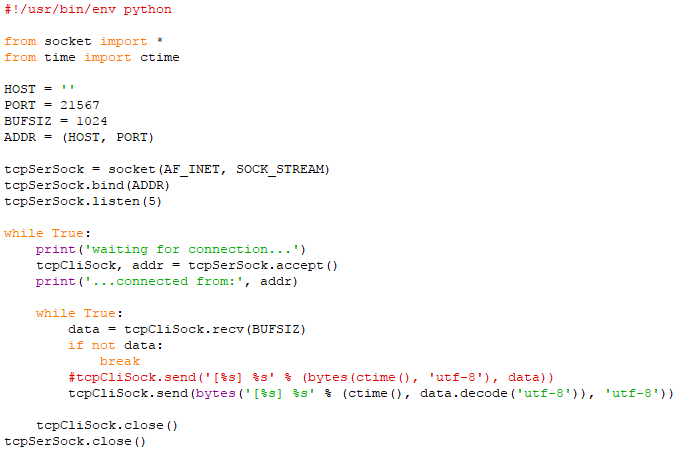 #!/usr/bin/env python

from socket import *
from time import ctime

HOST = ''
PORT = 21567
BUFSIZ = 1024
ADDR = (HOST, PORT)

tcpSerSock = socket(AF_INET, SOCK_STREAM)
tcpSerSock.bind(ADDR)
tcpSerSock.listen(5)

while True:
    print('waiting for connection...')
    tcpCliSock, addr = tcpSerSock.accept()
    print('...connected from:', addr)

    while True:
        data = tcpCliSock.recv(BUFSIZ)
        if not data:
            break
        #tcpCliSock.send('[%s] %s' % (bytes(ctime(), 'utf-8'), data))
        tcpCliSock.send(bytes('[%s] %s' % (ctime(), data.decode('utf-8')), 'utf-8'))

    tcpCliSock.close()
tcpSerSock.close()